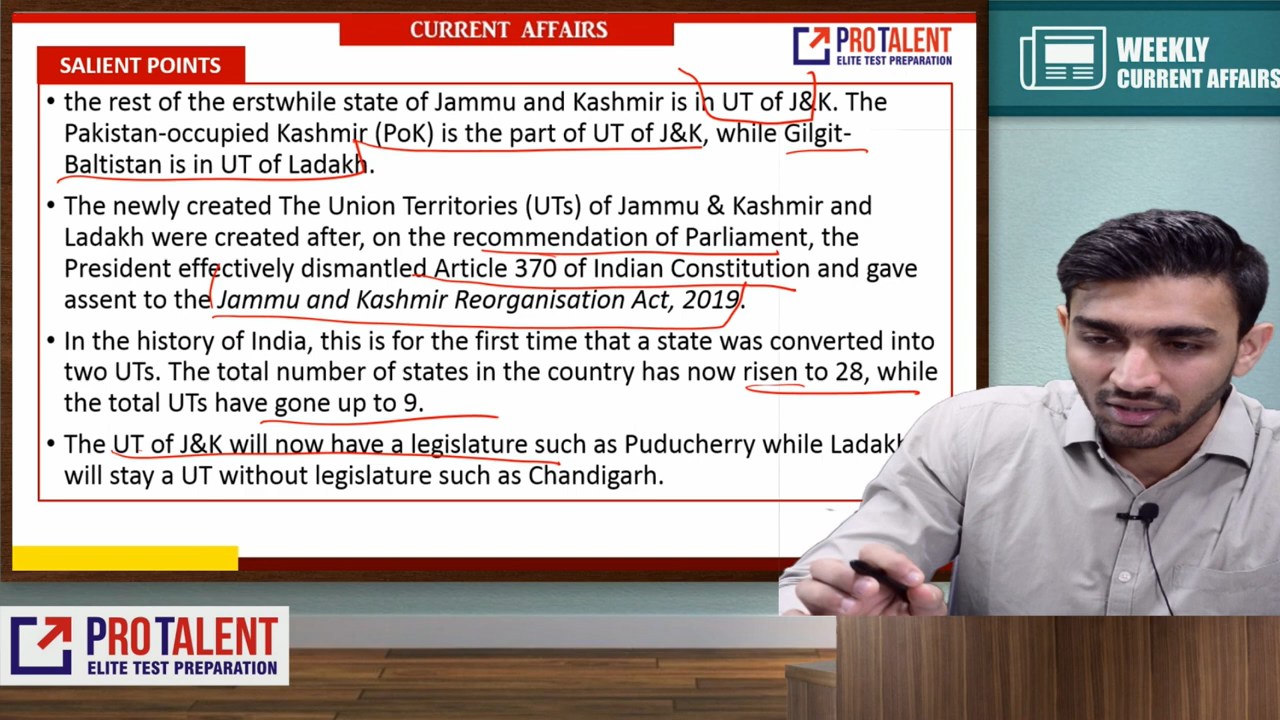 CURRENT AFFAIRS
PROTALENT
ELITE TEST PREPARATION
WEEKLY
CURRENT AFFAIRS
SALIENT POINTS
• the rest of the erstwhile state of Jammu and Kashmir is in UT of J&K. The
Pakistan-occupied Kashmir (PoK) is the part of UT of J&K, while Gilgit-
Baltistan is in UT of Ladakh.
• The newly created The Union Territories (UTs) of Jammu & Kashmir and
Ladakh were created after, on the recommendation of Parliament, the
President effectively dismantled Article 370 of Indian Constitution and gave
assent to the Jammu and Kashmir Reorganisation Act, 2019.
• In the history of India, this is for the first time that a state was converted into
two UTs. The total number of states in the country has now risen to 28, while
the total UTs have gone up to 9.
• The UT of J&K will now have a legislature such as Puducherry while Ladakh
will stay a UT without legislature such as Chandigarh.
PROTALENT
ELITE TEST PREPARATION